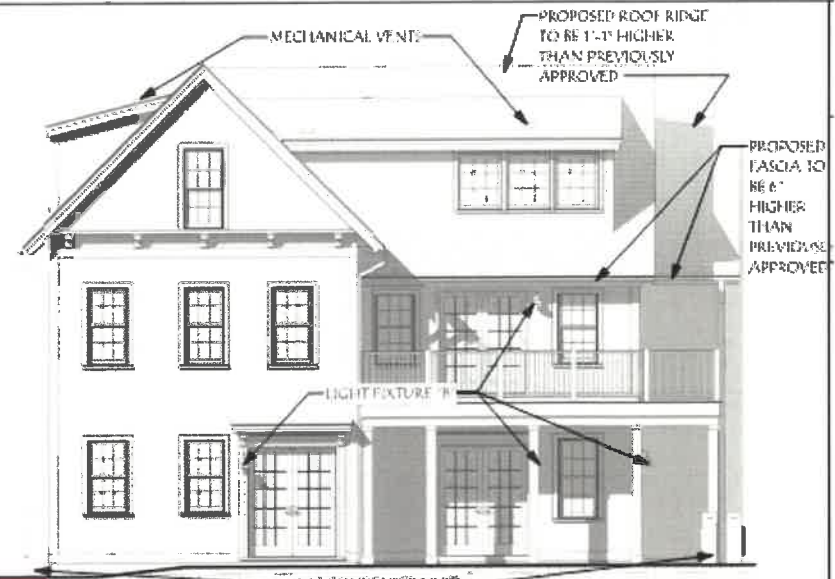 MECHANICAL VENTS
PROPOSED ROOF RIDGE
TO BE 1'-1" HIGHER
THAN PREVIOUSLY
APPROVED
PROPOSED
FASCIA TO
BE 6"
HIGHER
THAN
PREVIOUSE
APPROVED
LIGHT FIXTURE "B"